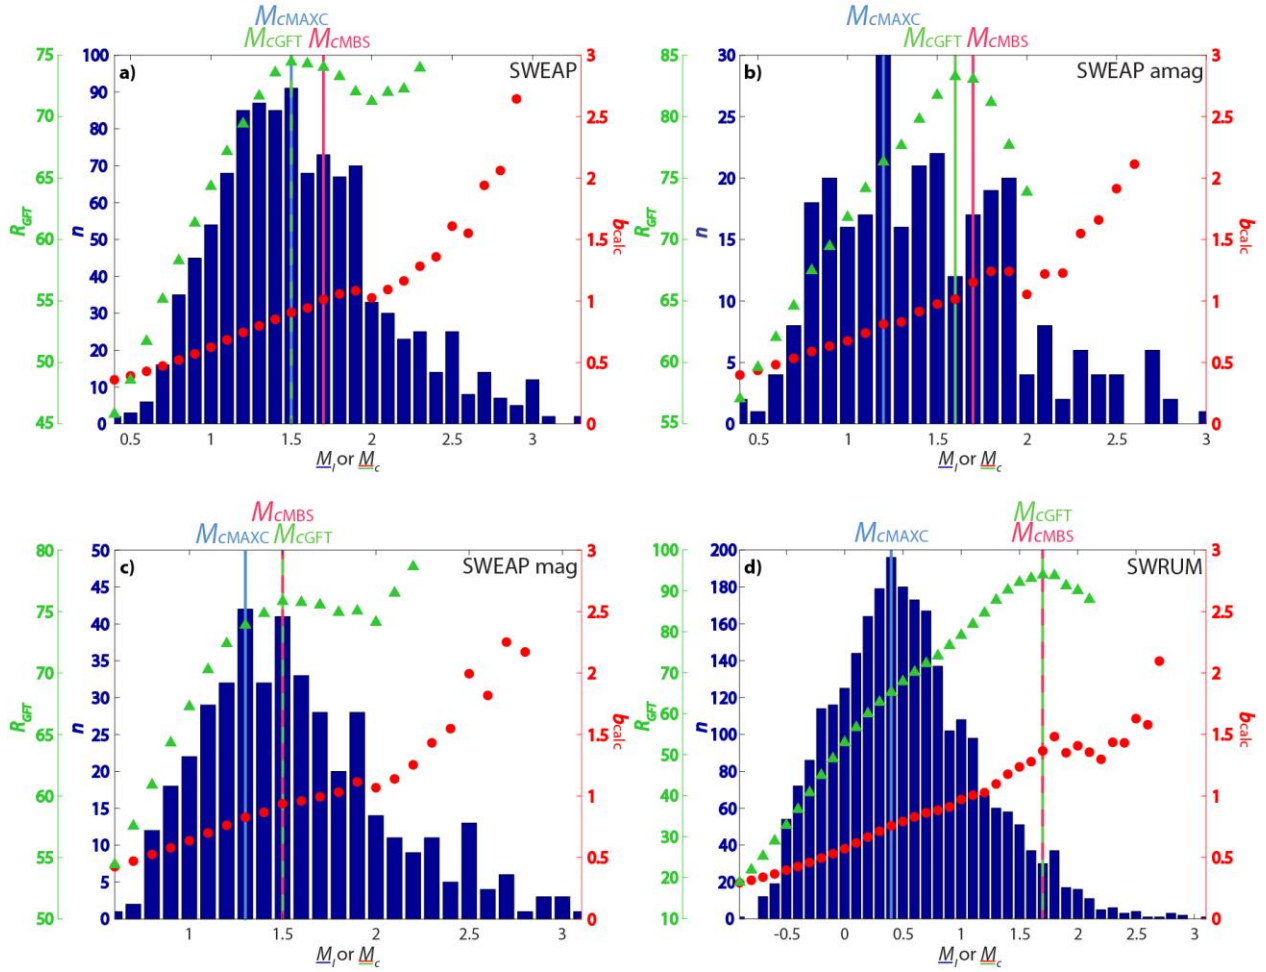 McMAXC
McGFT McMBS
a) SWEAP
75 100 3
90
70 80 2.5
70
65 2
60
RGFT 60 n 50 1.5 bcalc
40
55 1
30
50 20 0.5
10
45 0 0
0.5 1 1.5 2 2.5 3
Ml or Mc
McMAXC
McGFT McMBS
b) SWEAP amag
85 30 3
80 25 2.5
75 20 2
RGFT 70 n 15 1.5 bcalc
65 10 1
60 5 0.5
55 0 0
0.5 1 1.5 2 2.5 3
Ml or Mc
McMBS
McMAXC McGFT
c) SWEAP mag
80 50 3
45
75 40 2.5
35
70 30 2
RGFT 65 n 25 1.5 bcalc
20
60 15 1
55 10 0.5
5
50 0 0
1 1.5 2 2.5 3
Ml or Mc
McGFT
McMAXC McMBS
d) SWRUM
100 200 3
90 180
80 160 2.5
70 140 2
60 120
RGFT 50 n 100 1.5 bcalc
80
40 60 1
30 40 0.5
20 20
10 0 0
-0.5 0 0.5 1 1.5 2 2.5 3
Ml or Mc